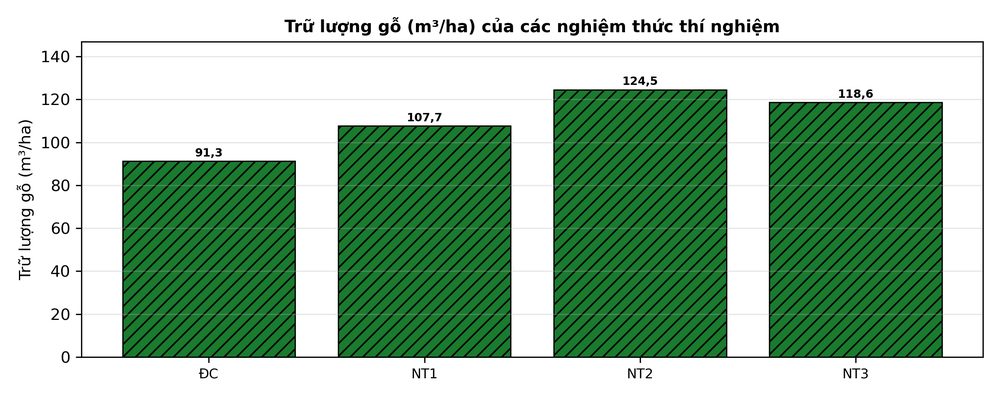 Trữ lượng gỗ (m³/ha) của các nghiệm thức thí nghiệm
Trữ lượng gỗ (m³/ha)
140
120
100
80
60
40
20
0
91,3
107,7
124,5
118,6
ĐC
NT1
NT2
NT3